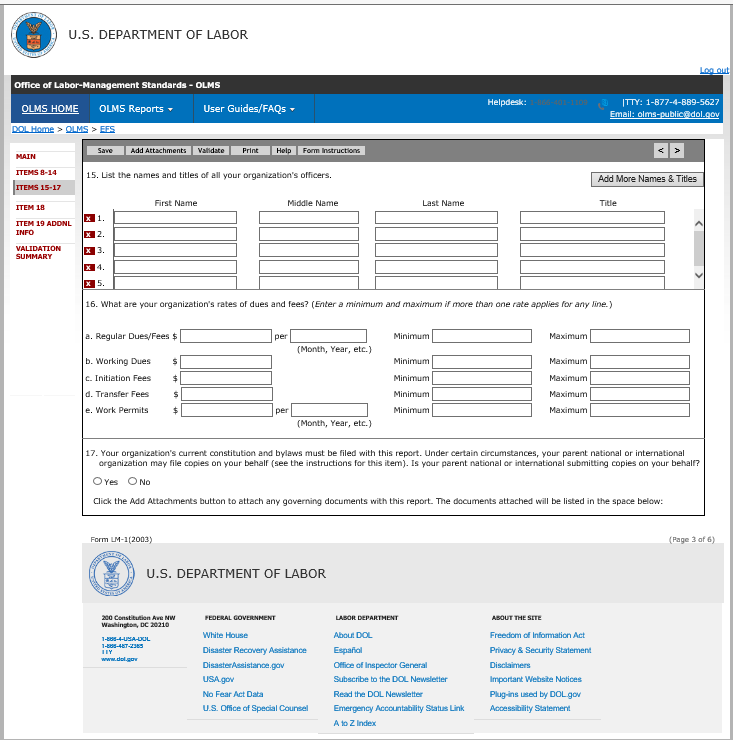 U.S. DEPARTMENT OF LABOR
Log out
Office of Labor-Management Standards - OLMS
OLMS HOME OLMS Reports User Guides/FAQs
Helpdesk: |TTY: 1-877-4-889-5627
Email: olms-public@dol.gov
DOL Home > OLMS > EFS
MAIN
ITEMS 8-14
ITEMS 15-17
ITEM 18
ITEM 19 ADDNL
INFO
VALIDATION
SUMMARY
Save Add Attachments Validate Print Help Form Instructions < >
15. List the names and titles of all your organization's officers.
Add More Names & Titles
First Name Middle Name Last Name Title
x 1.
x 2.
x 3.
x 4.
x 5.
16. What are your organization's rates of dues and fees? (Enter a minimum and maximum if more than one rate applies for any line.)
a. Regular Dues/Fees $ per Minimum Maximum
(Month, Year, etc.)
b. Working Dues $ Minimum Maximum
c. Initiation Fees $ Minimum Maximum
d. Transfer Fees $ Minimum Maximum
e. Work Permits $ per Minimum Maximum
(Month, Year, etc.)
17. Your organization's current constitution and bylaws must be filed with this report. Under certain circumstances, your parent national or international
organization may file copies on your behalf (see the instructions for this item). Is your parent national or international submitting copies on your behalf?
Yes No
Click the Add Attachments button to attach any governing documents with this report. The documents attached will be listed in the space below:
Form LM-1(2003) (Page 3 of 6)
U.S. DEPARTMENT OF LABOR
200 Constitution Ave NW
Washington, DC 20210
1-866-4-USA-DOL
1-866-487-2365
TTY
www.dol.gov
FEDERAL GOVERNMENT
White House
Disaster Recovery Assistance
DisasterAssistance.gov
USA.gov
No Fear Act Data
U.S. Office of Special Counsel
LABOR DEPARTMENT
About DOL
Español
Office of Inspector General
Subscribe to the DOL Newsletter
Read the DOL Newsletter
Emergency Accountability Status Link
A to Z Index
ABOUT THE SITE
Freedom of Information Act
Privacy & Security Statement
Disclaimers
Important Website Notices
Plug-ins used by DOL.gov
Accessibility Statement